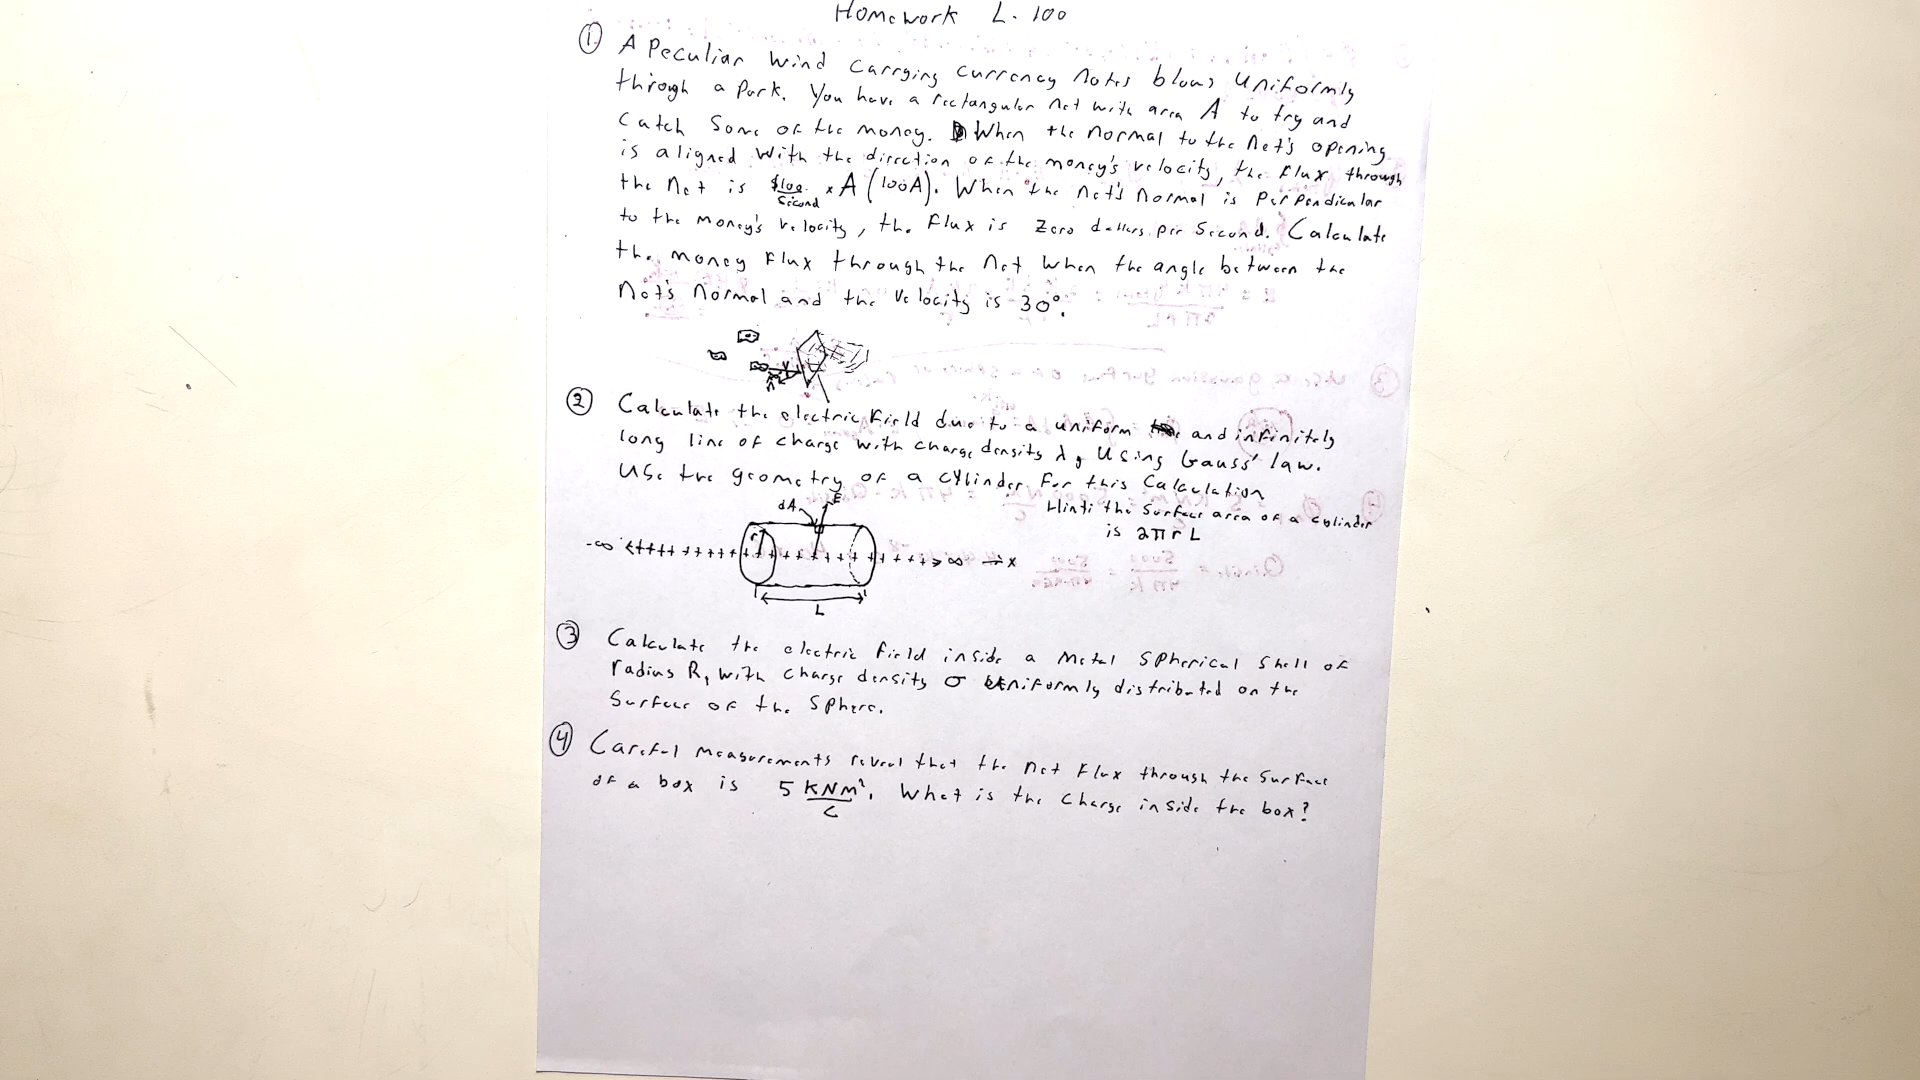 Homework L. 100
① A Peculiar wind carrying currency notes blows uniformly
through a park. You have a rectangular net with area A to try and
catch some of the money. When the normal to the net's opening
is aligned with the direction of the money's velocity, the flux through
the net is $100/second × A (100A). When the net's normal is perpendicular
to the money's velocity, the flux is zero dollars per second. Calculate
the money flux through the net when the angle between the
net's normal and the velocity is 30°.
② Calculate the electric field due to a uniform and infinitely
long line of charge with charge density λ, using Gauss' law.
Use the geometry of a cylinder for this calculation
Hint: the surface area of a cylinder
is 2πrL
dA E
r
-∞ <++++ +++++ +++++++++ +++++> ∞ → x
L
③ Calculate the electric field inside a metal spherical shell of
radius R, with charge density σ uniformly distributed on the
surface of the sphere.
④ Careful measurements reveal that the net flux through the surface
of a box is 5 KNm²/C. What is the charge inside the box?